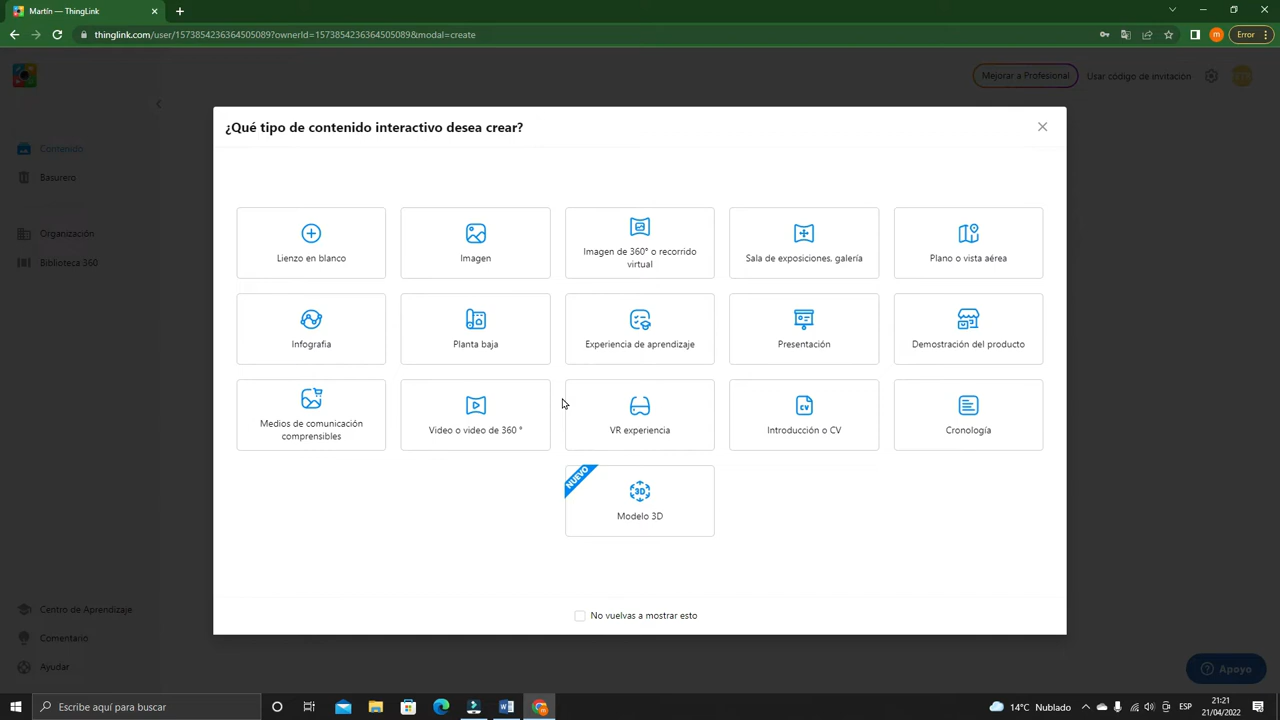 Martín — ThingLink
thinglink.com/user/1573854236364505089?ownerId=1573854236364505089&modal=create
m
Error
Mejorar a Profesional
Usar código de invitación
¿Qué tipo de contenido interactivo desea crear?
Contenido
Basurero
Organización
Biblioteca 360
Lienzo en blanco
Imagen
Imagen de 360° o recorrido
virtual
Sala de exposiciones, galería
Plano o vista aérea
Infografia
Planta baja
Experiencia de aprendizaje
Presentación
Demostración del producto
Medios de comunicación
comprensibles
Video o video de 360 °
VR experiencia
CV
Introducción o CV
Cronología
NUEVO
3D
Modelo 3D
No vuelvas a mostrar esto
Centro de Aprendizaje
Comentario
Ayudar
Apoyo
Escribe aquí para buscar
14°C Nublado
ESP
21:21
21/04/2022